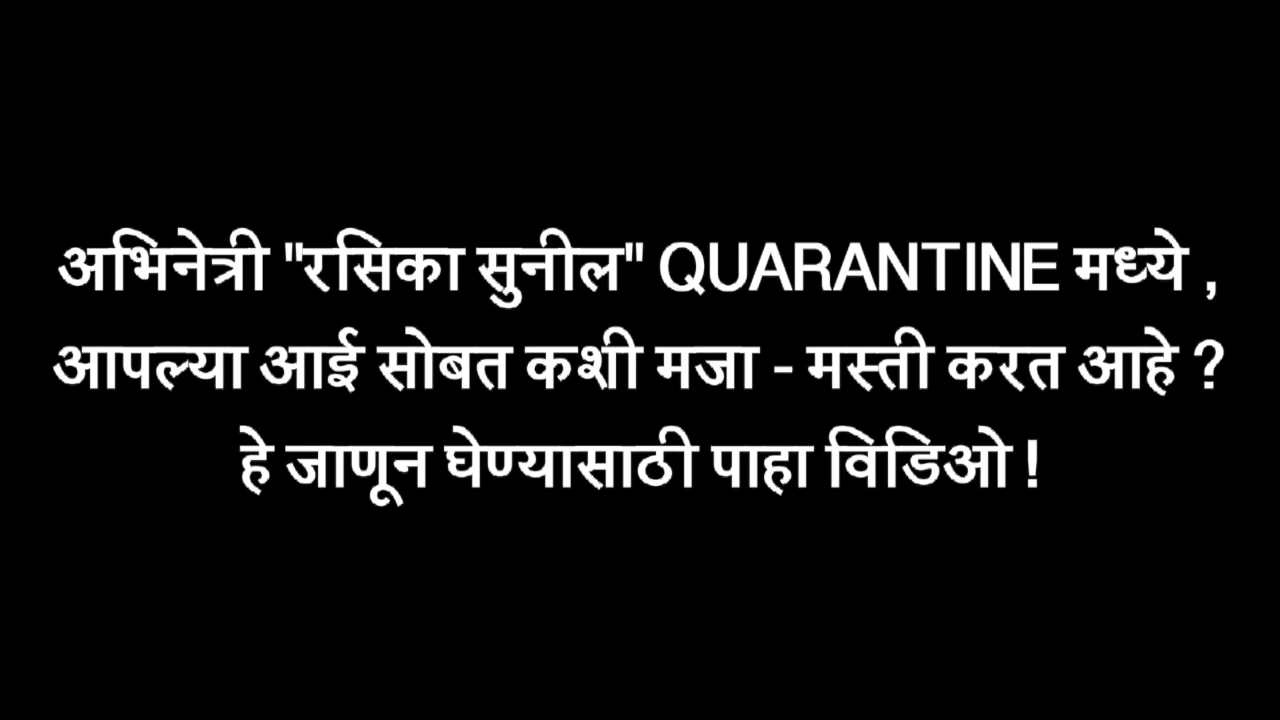 अभिनेत्री "रसिका सुनील" QUARANTINE मध्ये ,
आपल्या आई सोबत कशी मजा - मस्ती करत आहे ?
हे जाणून घेण्यासाठी पाहा विडिओ !